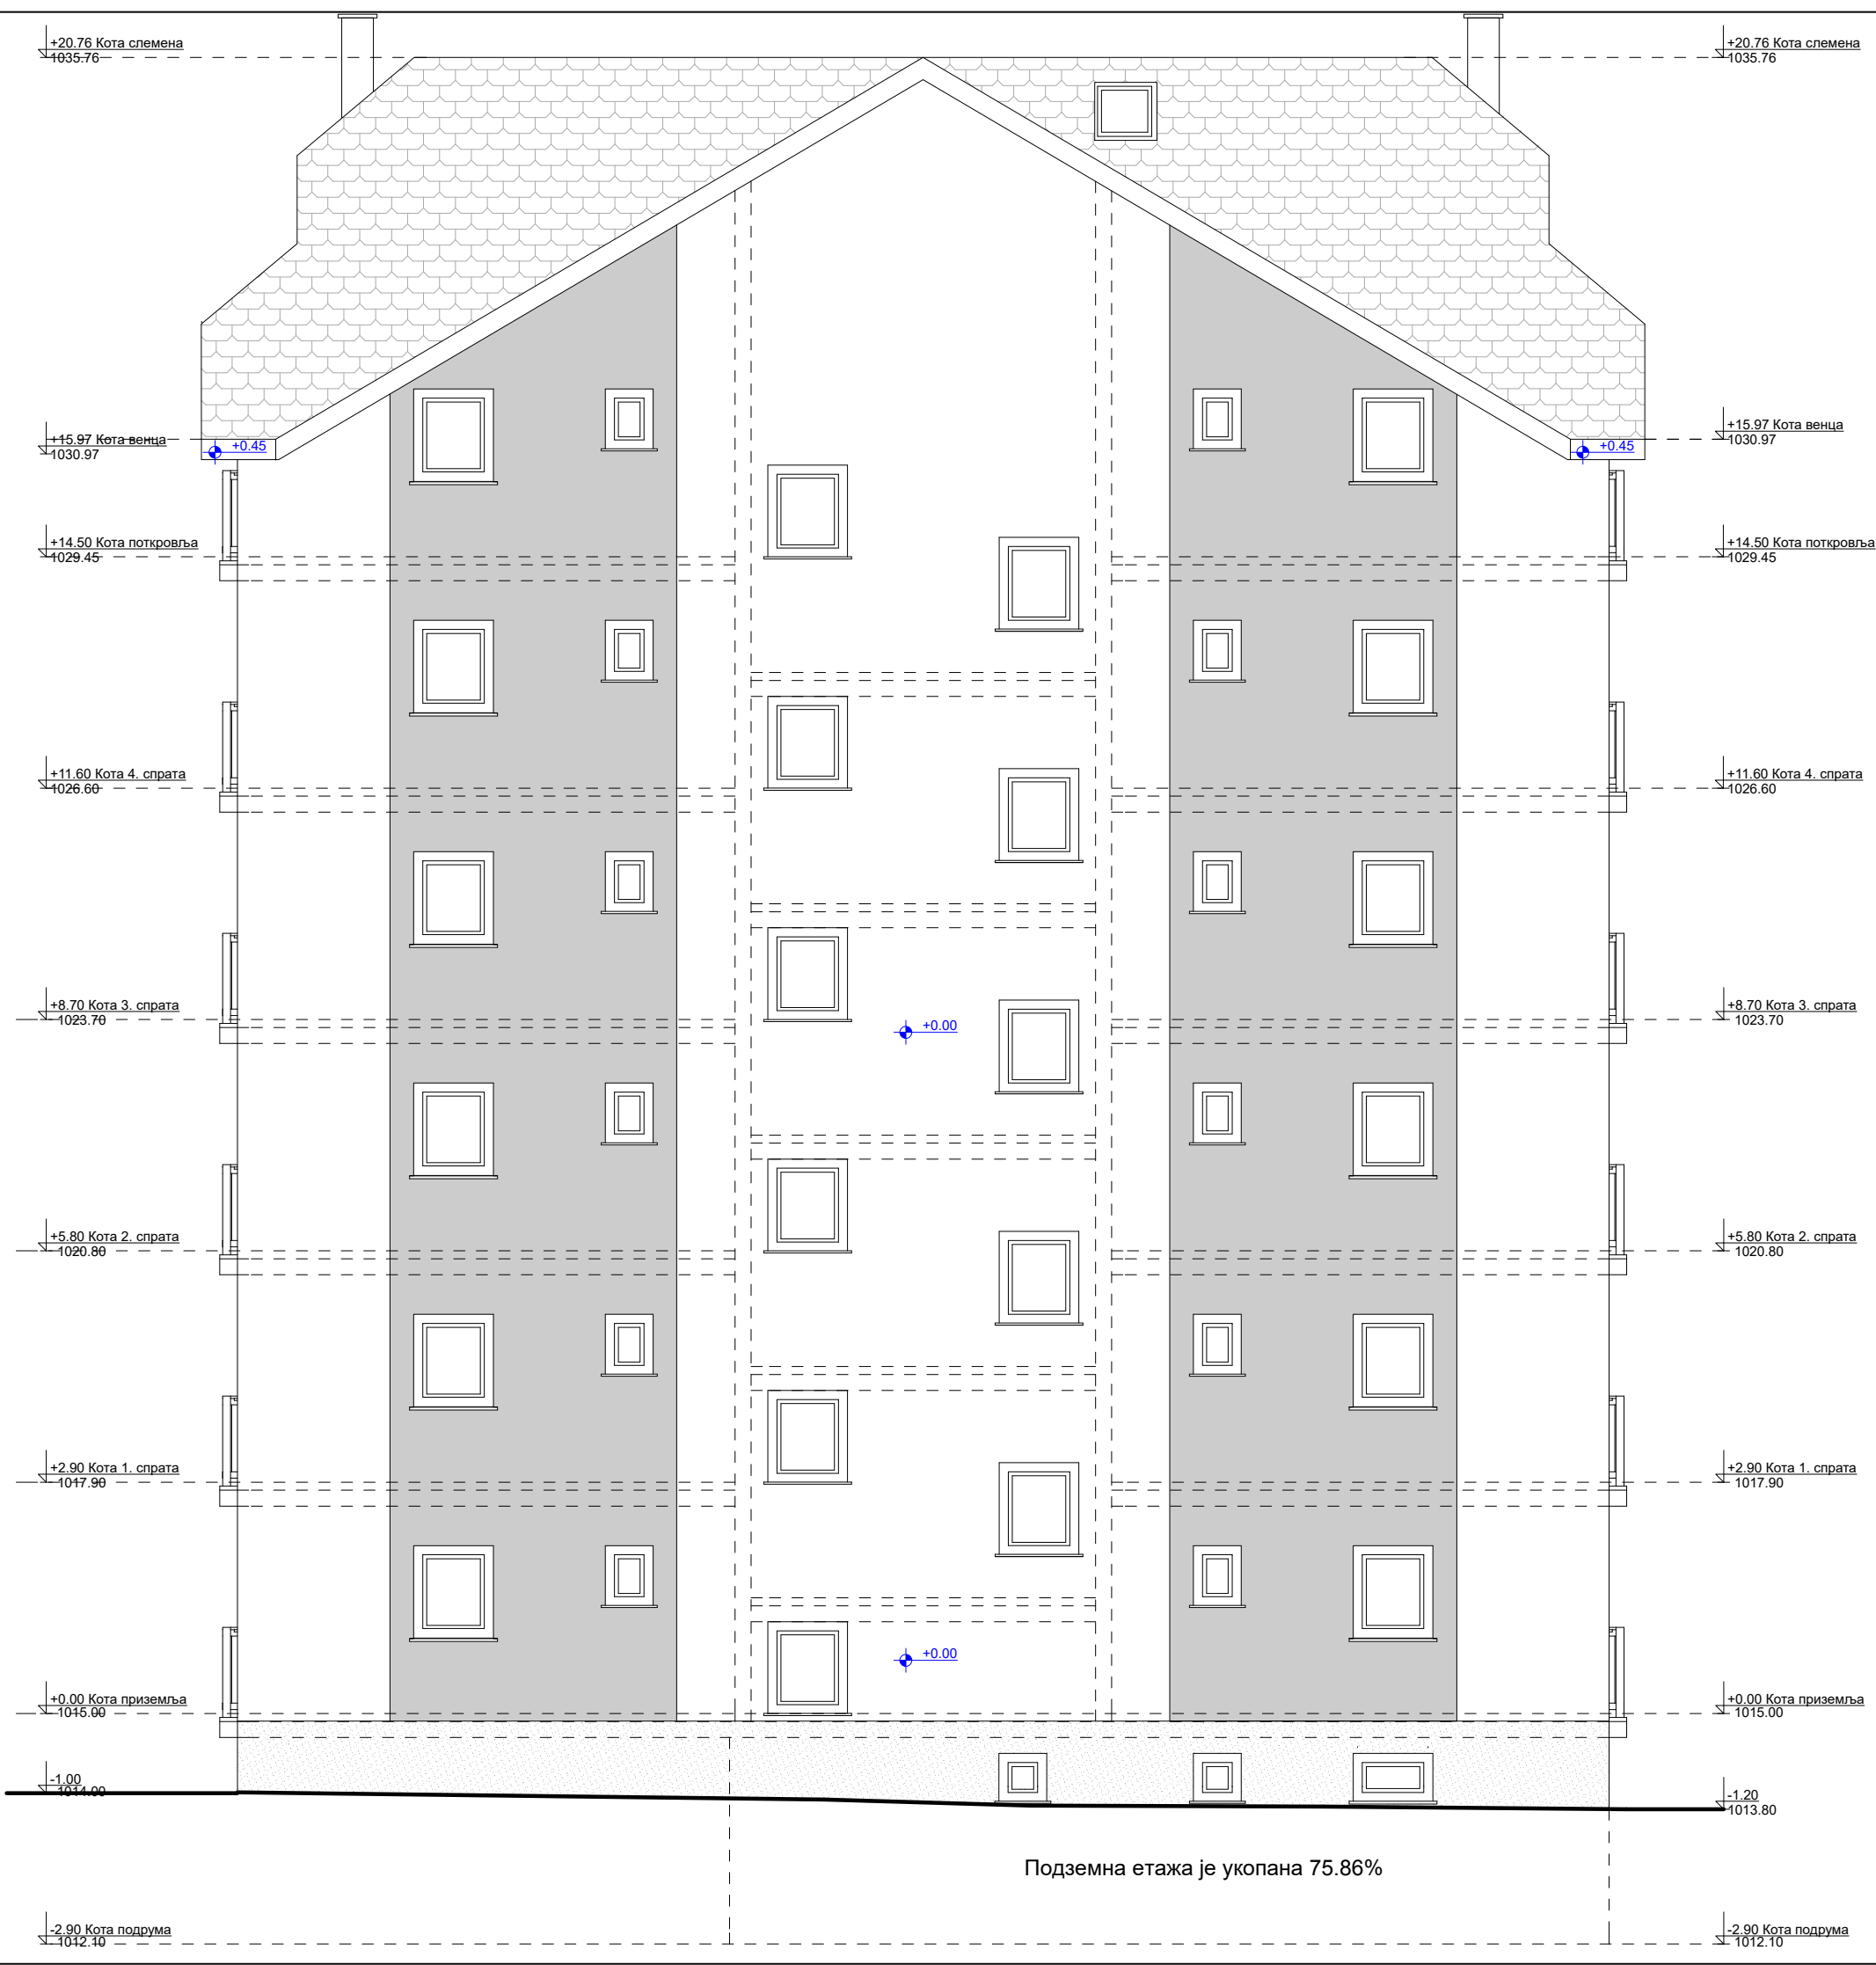 +20.76 Кота слемена
1035.76
+20.76 Кота слемена
1035.76
+15.97 Кота венца
1030.97
+0.45
+0.45
+15.97 Кота венца
1030.97
+14.50 Кота поткровља
1029.45
+14.50 Кота поткровља
1029.45
+11.60 Кота 4. спрата
1026.60
+11.60 Кота 4. спрата
1026.60
+8.70 Кота 3. спрата
1023.70
+0.00
+8.70 Кота 3. спрата
1023.70
+5.80 Кота 2. спрата
1020.80
+5.80 Кота 2. спрата
1020.80
+2.90 Кота 1. спрата
1017.90
+2.90 Кота 1. спрата
1017.90
+0.00
+0.00 Кота приземља
1015.00
+0.00 Кота приземља
1015.00
-1.00
1014.00
-1.20
1013.80
Подземна етажа је укопана 75.86%
-2.90 Кота подрума
1012.10
-2.90 Кота подрума
1012.10